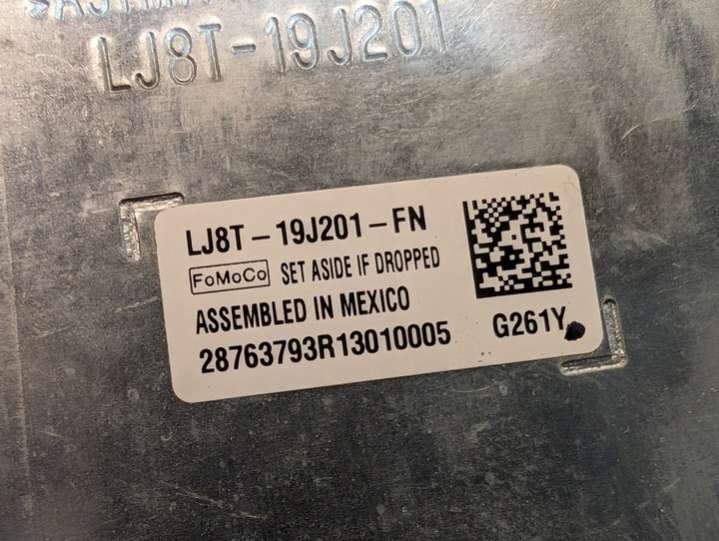 LJ8T-19J201
LJ8T-19J201-FN
FoMoCo SET ASIDE IF DROPPED
ASSEMBLED IN MEXICO
28763793R13010005
G261Y